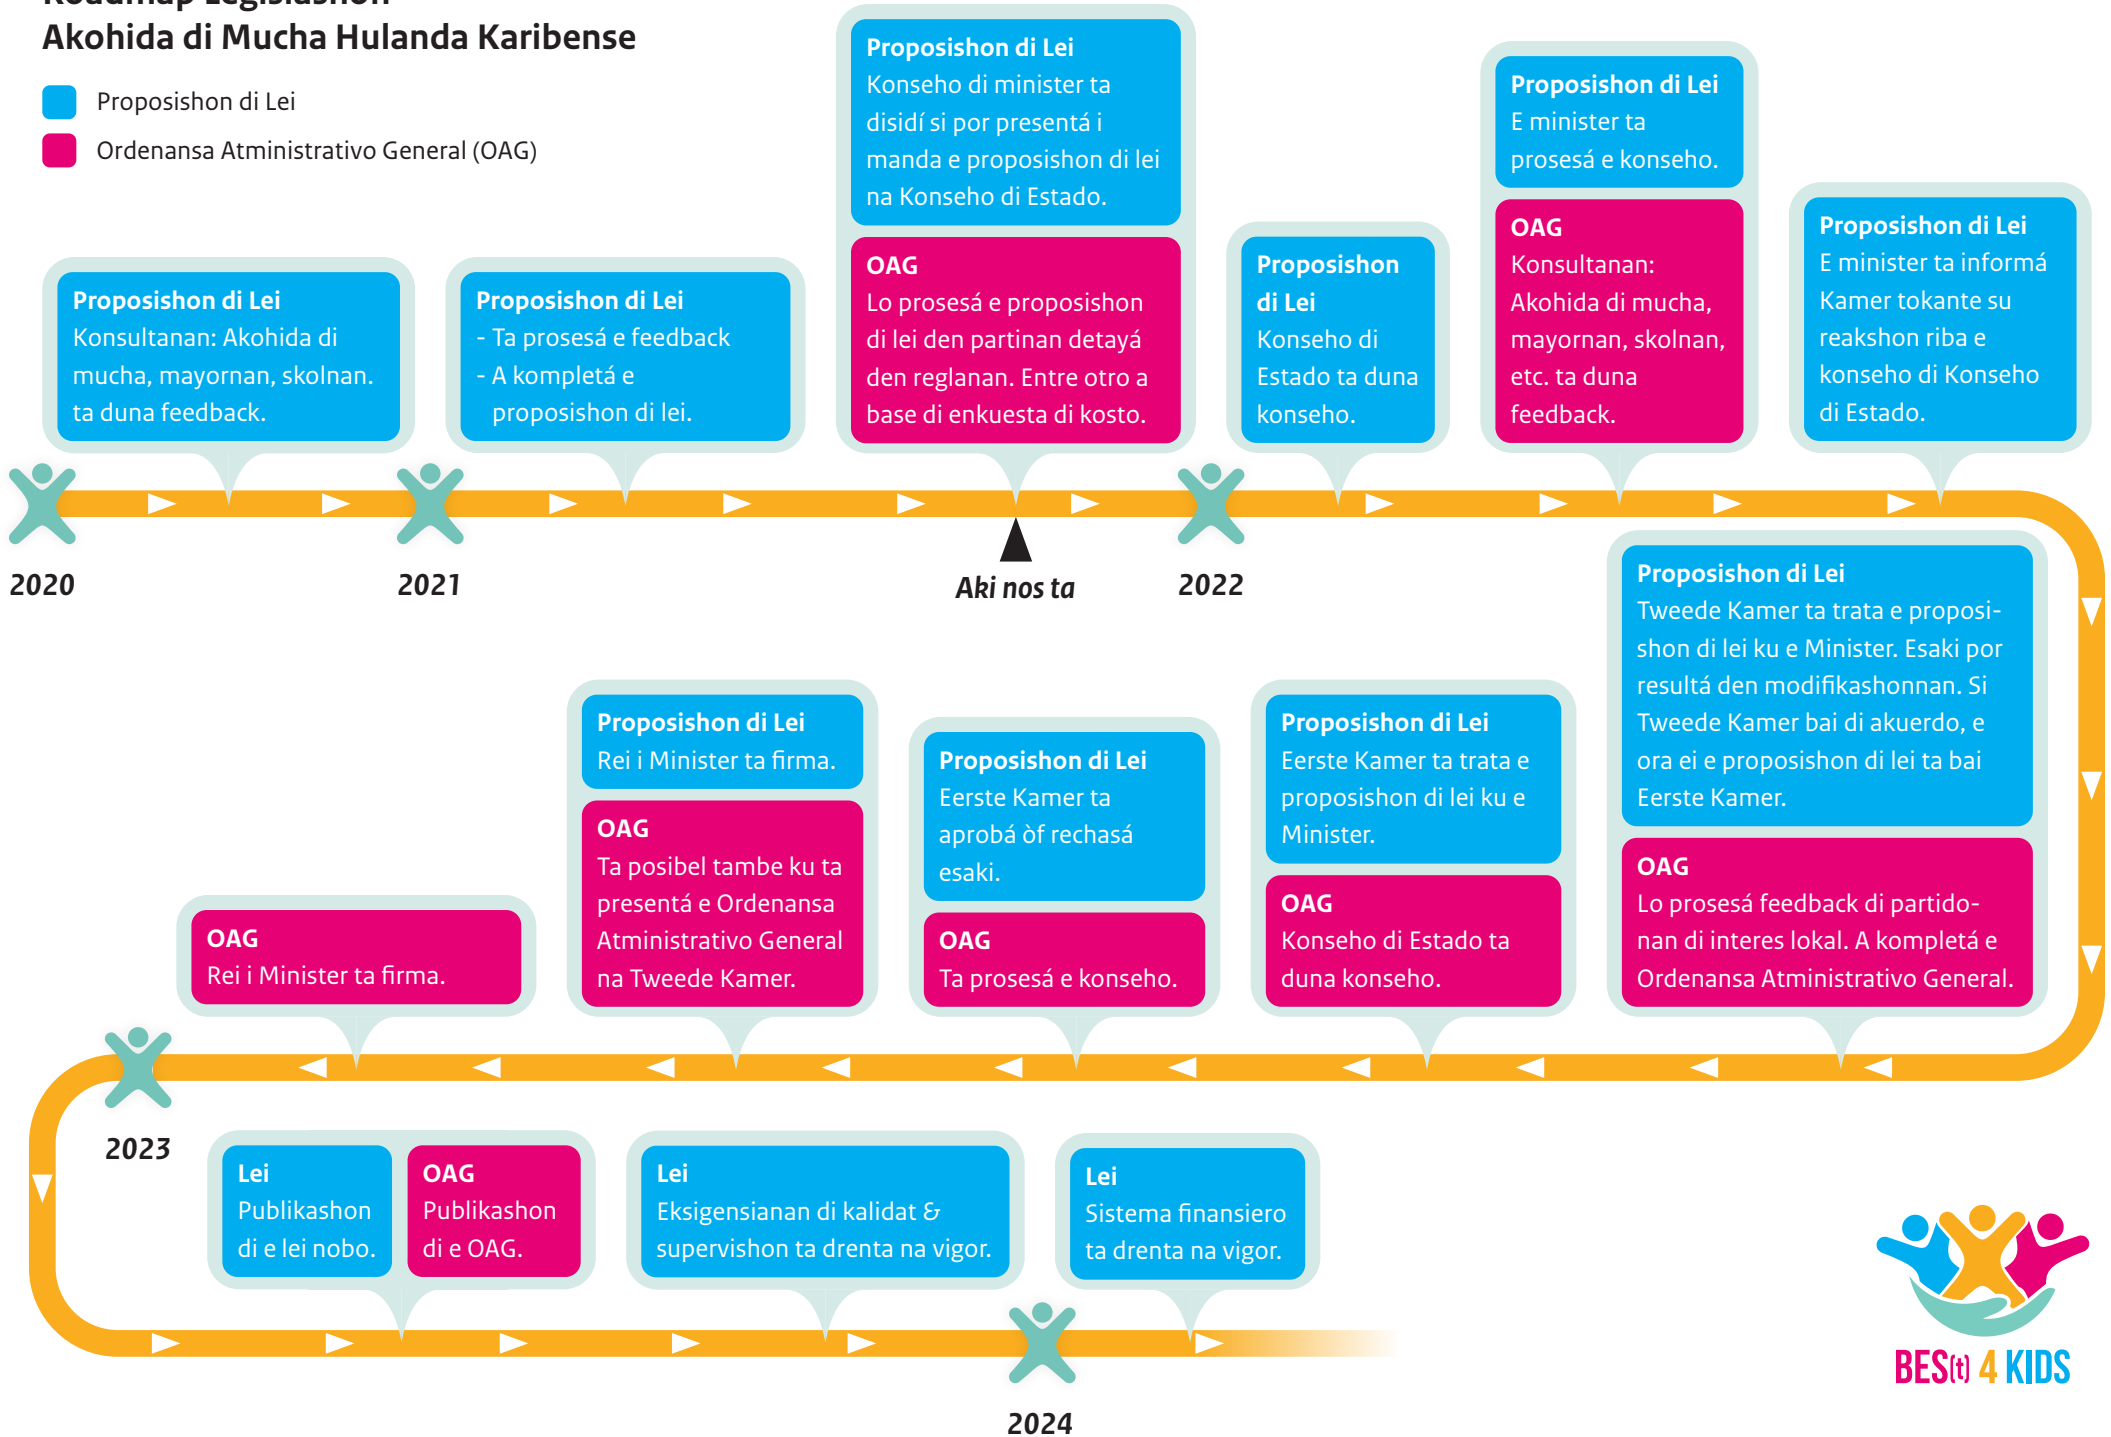 Roadmap Legislashon
Akohida di Mucha Hulanda Karibense
Proposishon di Lei
Ordenansa Atministrativo General (OAG)
Proposishon di Lei
Konsultanan: Akohida di
mucha, mayornan, skolnan.
ta duna feedback.
Proposishon di Lei
- Ta prosesá e feedback
- A kompletá e
proposishon di lei.
Proposishon di Lei
Konseho di minister ta
disidí si por presentá i
manda e proposishon di lei
na Konseho di Estado.
OAG
Lo prosesá e proposishon
di lei den partinan detayá
den reglanan. Entre otro a
base di enkuesta di kosto.
Proposishon
di Lei
Konseho di
Estado ta duna
konseho.
Proposishon di Lei
E minister ta
prosesá e konseho.
OAG
Konsultanan:
Akohida di mucha,
mayornan, skolnan,
etc. ta duna
feedback.
Proposishon di Lei
E minister ta informá
Kamer tokante su
reakshon riba e
konseho di Konseho
di Estado.
2020
2021
Aki nos ta
2022
Proposishon di Lei
Tweede Kamer ta trata e proposi-
shon di lei ku e Minister. Esaki por
resultá den modifikashonnan. Si
Tweede Kamer bai di akuerdo, e
ora ei e proposishon di lei ta bai
Eerste Kamer.
OAG
Lo prosesá feedback di partido-
nan di interes lokal. A kompletá e
Ordenansa Atministrativo General.
Proposishon di Lei
Eerste Kamer ta trata e
proposishon di lei ku e
Minister.
OAG
Konseho di Estado ta
duna konseho.
Proposishon di Lei
Eerste Kamer ta
aprobá òf rechasá
esaki.
OAG
Ta prosesá e konseho.
Proposishon di Lei
Rei i Minister ta firma.
OAG
Ta posibel tambe ku ta
presentá e Ordenansa
Atministrativo General
na Tweede Kamer.
OAG
Rei i Minister ta firma.
2023
Lei
Publikashon
di e lei nobo.
OAG
Publikashon
di e OAG.
Lei
Eksigensianan di kalidat &
supervishon ta drenta na vigor.
Lei
Sistema finansiero
ta drenta na vigor.
2024
BES(t) 4 KIDS